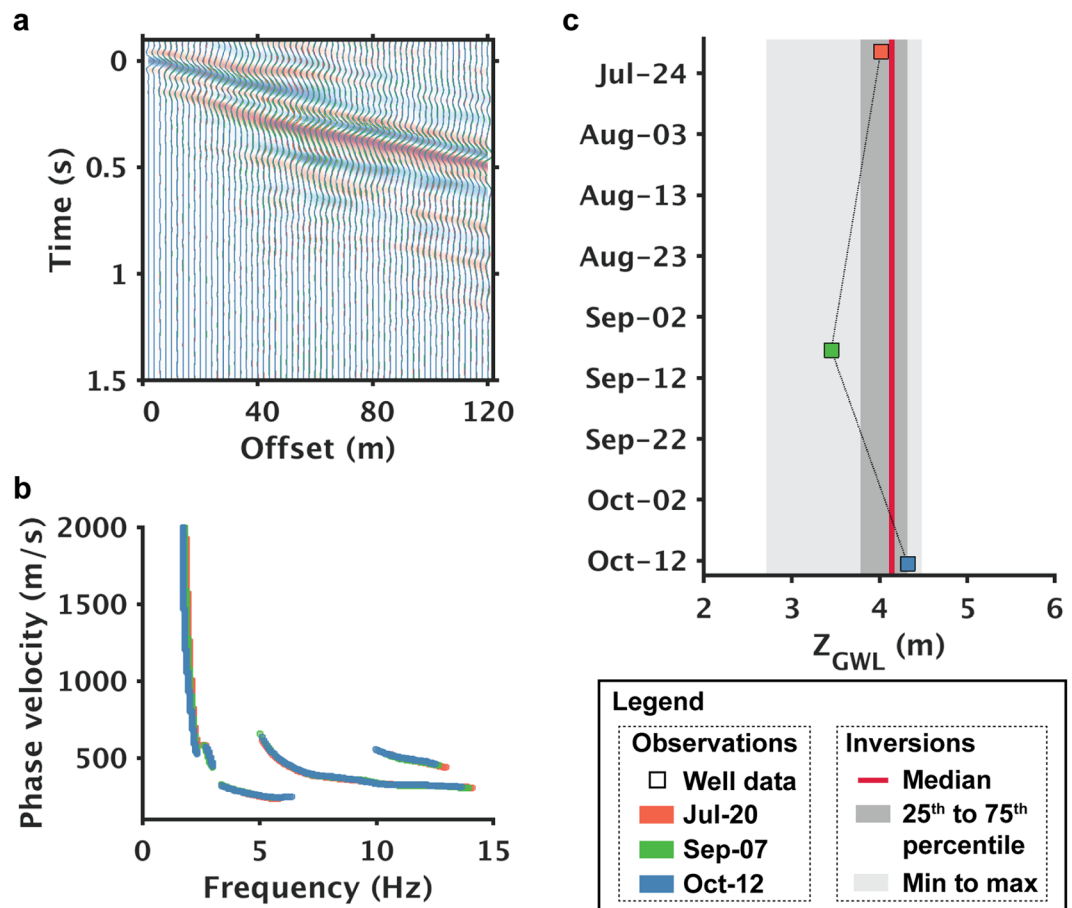 a
0
0.5
1
1.5
Time (s)
0 40 80 120
Offset (m)
b
2000
1500
1000
500
Phase velocity (m/s)
0 5 10 15
Frequency (Hz)
c
Jul-24
Aug-03
Aug-13
Aug-23
Sep-02
Sep-12
Sep-22
Oct-02
Oct-12
2 3 4 5 6
Z_GWL (m)
Legend
Observations
Well data
Jul-20
Sep-07
Oct-12
Inversions
Median
25th to 75th
percentile
Min to max